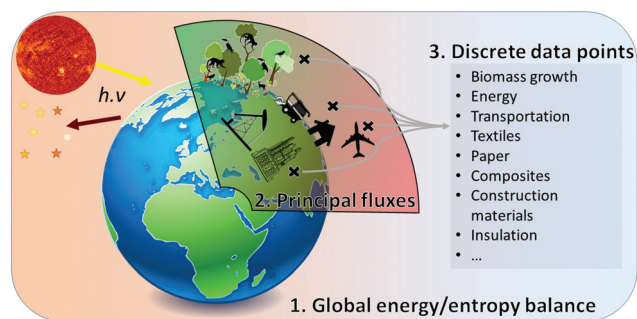 h.ν
3. Discrete data points
• Biomass growth
• Energy
• Transportation
• Textiles
• Paper
• Composites
• Construction
materials
• Insulation
• ...
2. Principal fluxes
1. Global energy/entropy balance